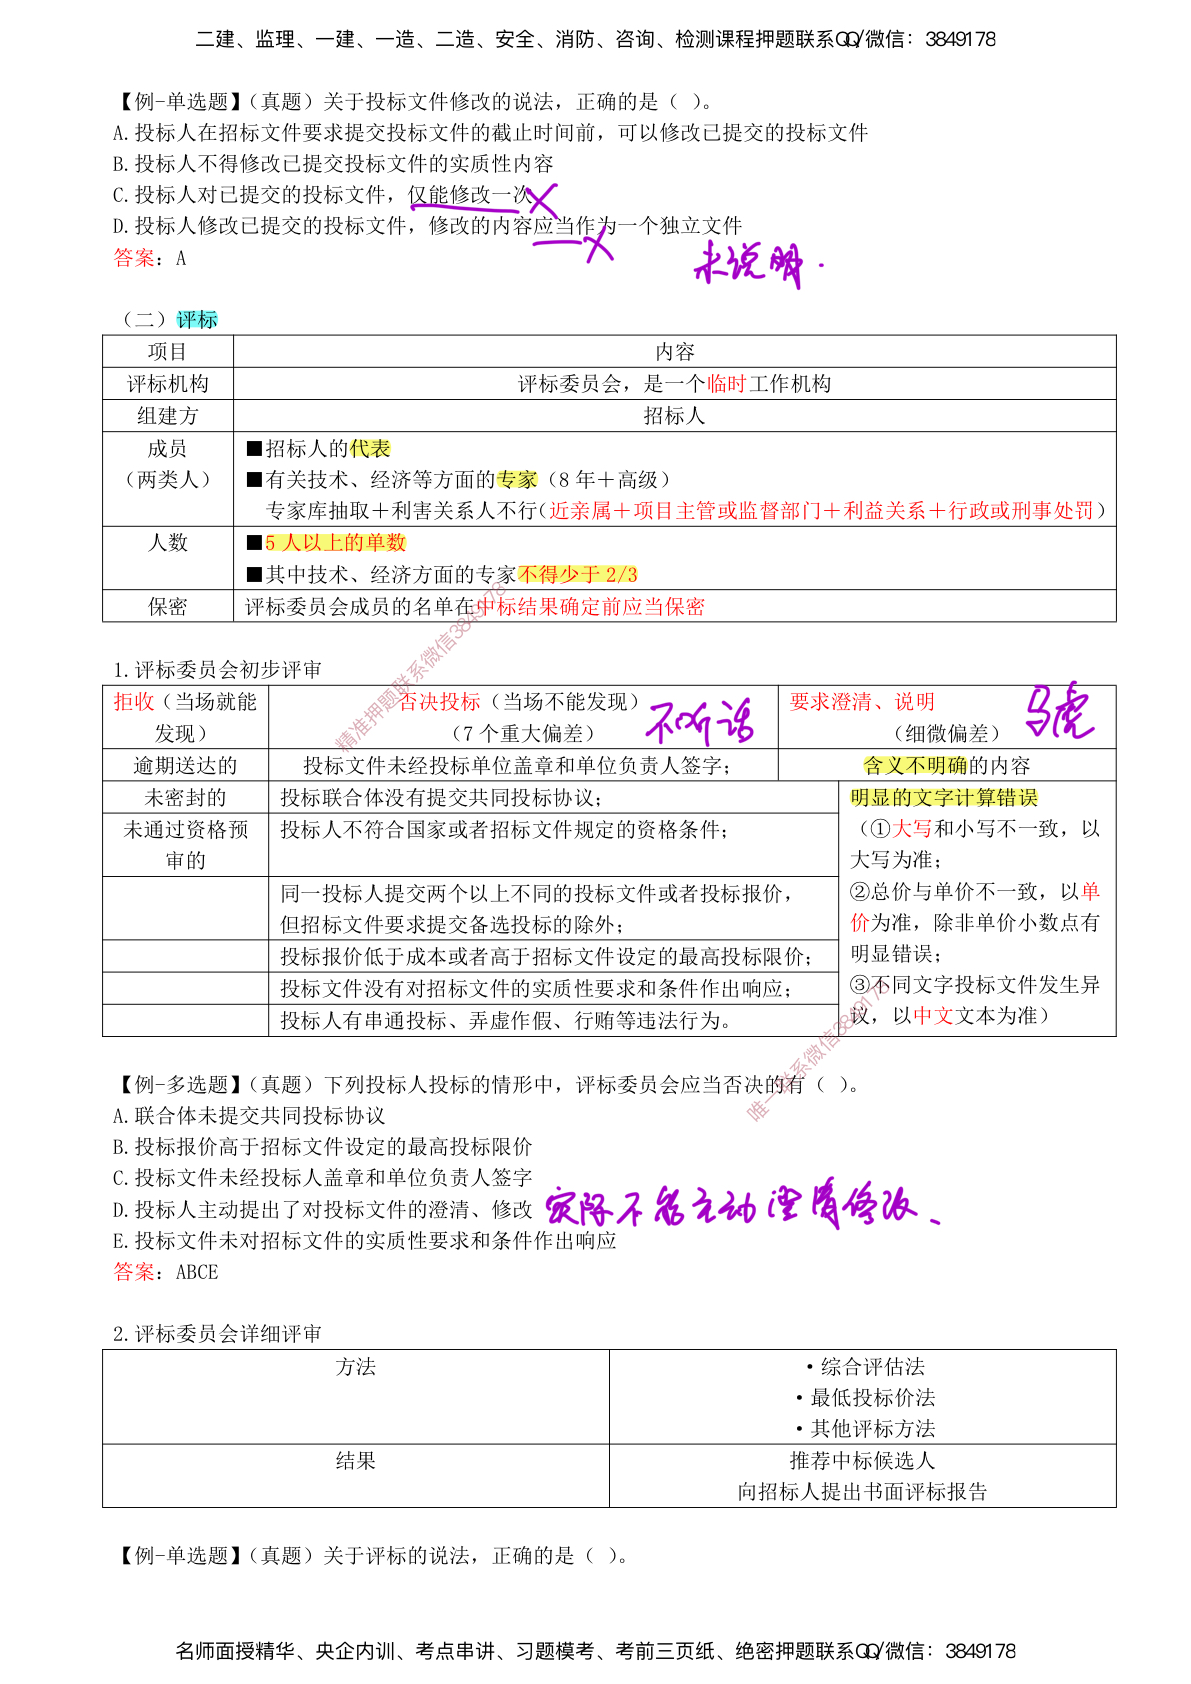 二建、监理、一建、一造、二造、安全、消防、咨询、检测课程押题联系QQ/微信：3849178
【例-单选题】（真题）关于投标文件修改的说法，正确的是（ ）。
A.投标人在招标文件要求提交投标文件的截止时间前，可以修改已提交的投标文件
B.投标人不得修改已提交投标文件的实质性内容
C.投标人对已提交的投标文件，仅能修改一次
D.投标人修改已提交的投标文件，修改的内容应当作为一个独立文件
答案：A
未说明.
（二）评标
项目 内容
评标机构 评标委员会，是一个临时工作机构
组建方 招标人
成员
（两类人）
■招标人的代表
■有关技术、经济等方面的专家（8 年＋高级）
专家库抽取＋利害关系人不行（近亲属＋项目主管或监督部门＋利益关系＋行政或刑事处罚）
人数
■5 人以上的单数
■其中技术、经济方面的专家不得少于 2/3
保密 评标委员会成员的名单在中标结果确定前应当保密
精准押题联系微信3849178
1.评标委员会初步评审
拒收（当场就能
发现）
否决投标（当场不能发现）
（7 个重大偏差）
不听话
要求澄清、说明
（细微偏差）
马虎
逾期送达的 投标文件未经投标单位盖章和单位负责人签字； 含义不明确的内容
未密封的 投标联合体没有提交共同投标协议；
未通过资格预
审的
投标人不符合国家或者招标文件规定的资格条件；
同一投标人提交两个以上不同的投标文件或者投标报价，
但招标文件要求提交备选投标的除外；
投标报价低于成本或者高于招标文件设定的最高投标限价；
投标文件没有对招标文件的实质性要求和条件作出响应；
投标人有串通投标、弄虚作假、行贿等违法行为。
明显的文字计算错误
（①大写和小写不一致，以
大写为准；
②总价与单价不一致，以单
价为准，除非单价小数点有
明显错误；
③不同文字投标文件发生异
议，以中文文本为准）
唯一联系微信3849178
【例-多选题】（真题）下列投标人投标的情形中，评标委员会应当否决的有（ ）。
A.联合体未提交共同投标协议
B.投标报价高于招标文件设定的最高投标限价
C.投标文件未经投标人盖章和单位负责人签字
D.投标人主动提出了对投标文件的澄清、修改
实际不能主动澄清修改、
E.投标文件未对招标文件的实质性要求和条件作出响应
答案：ABCE
2.评标委员会详细评审
方法
·综合评估法
·最低投标价法
·其他评标方法
结果
推荐中标候选人
向招标人提出书面评标报告
【例-单选题】（真题）关于评标的说法，正确的是（ ）。
名师面授精华、央企内训、考点串讲、习题模考、考前三页纸、绝密押题联系QQ/微信：3849178